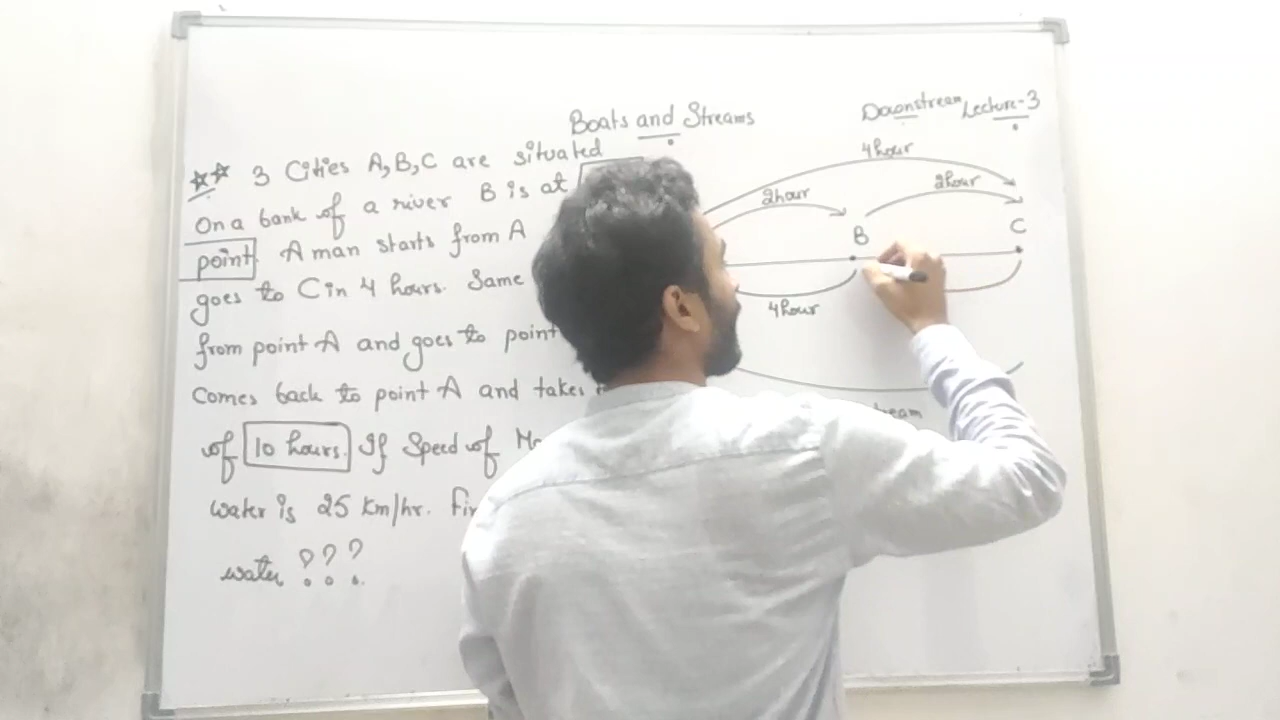 Boats and Streams
Downstream Lecture-3
3 Cities A,B,C are situated
On a bank of a river B is at
point. A man starts from A
goes to C in 4 hours. Same
from point A and goes to point
Comes back to point A and takes
of 10 hours. If Speed of
water is 25 Km/hr.
water ???
4hour
2hour
2hour
B
C
4hour